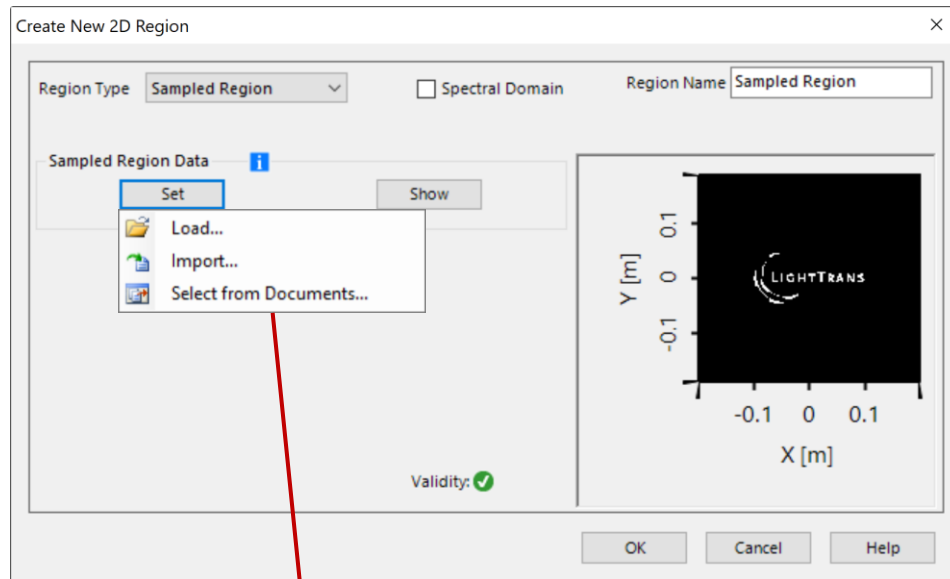 Create New 2D Region
Region Type Sampled Region Spectral Domain Region Name Sampled Region
Sampled Region Data i
Set Show
Load...
Import...
Select from Documents...
Y [m]
0.1
0
-0.1
LIGHTTRANS
-0.1 0 0.1
X [m]
Validity:
OK Cancel Help